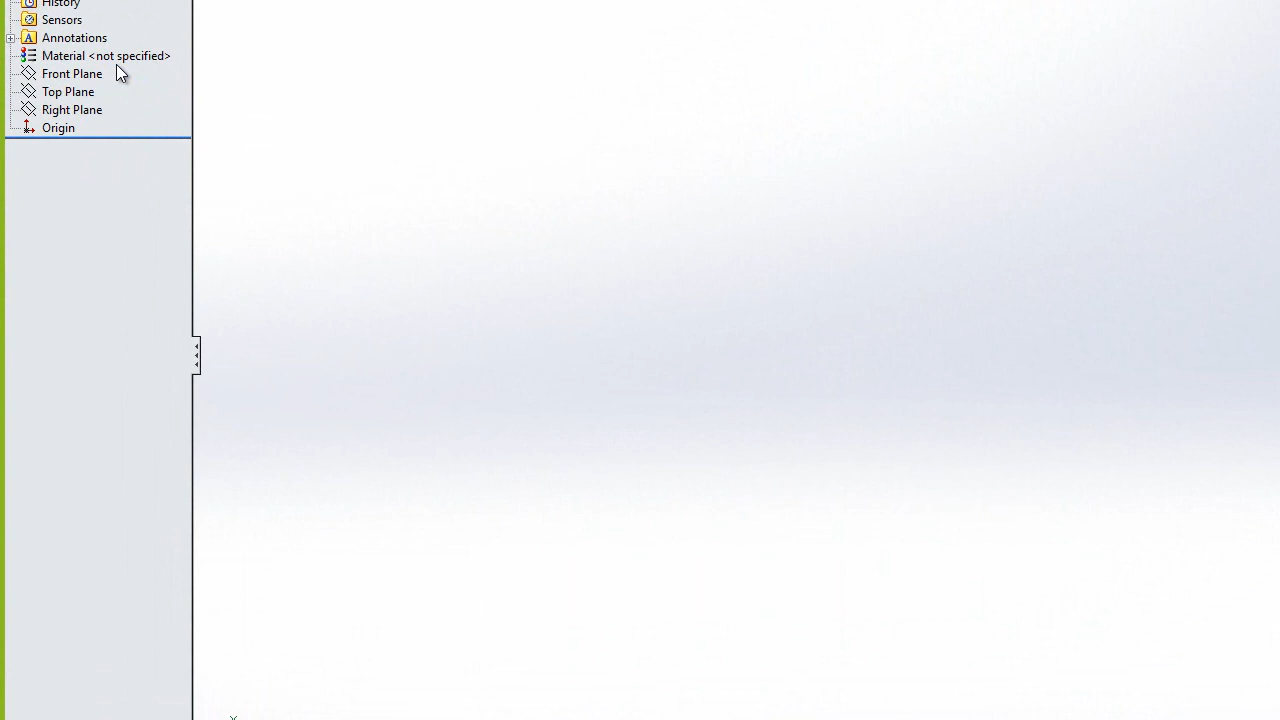 History
Sensors
Annotations
Material <not specified>
Front Plane
Top Plane
Right Plane
Origin